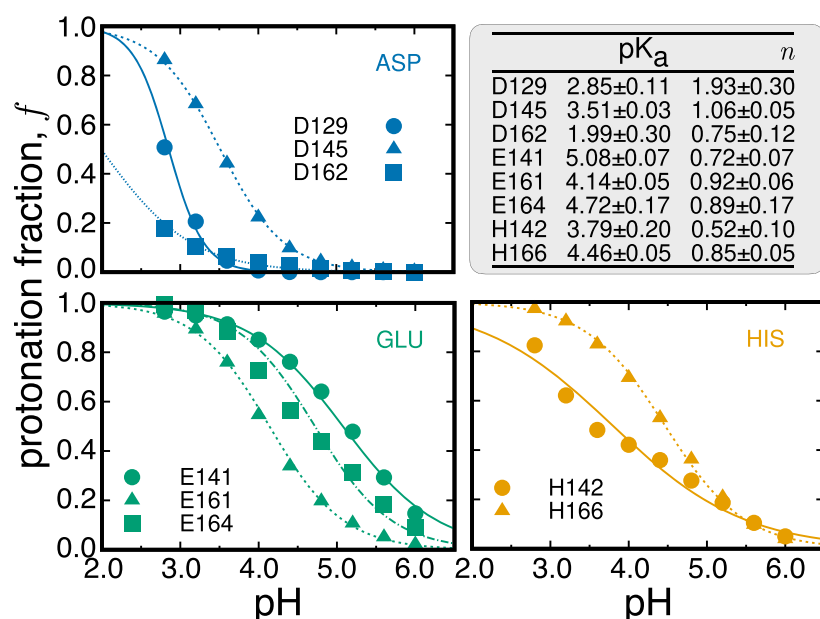 protonation fraction, f
1.0
0.8
0.6
0.4
0.2
0.0
ASP
D129
D145
D162
pKa n
D129 2.85±0.11 1.93±0.30
D145 3.51±0.03 1.06±0.05
D162 1.99±0.30 0.75±0.12
E141 5.08±0.07 0.72±0.07
E161 4.14±0.05 0.92±0.06
E164 4.72±0.17 0.89±0.17
H142 3.79±0.20 0.52±0.10
H166 4.46±0.05 0.85±0.05
1.0
0.8
0.6
0.4
0.2
0.0
GLU
E141
E161
E164
2.0 3.0 4.0 5.0 6.0
pH
HIS
H142
H166
2.0 3.0 4.0 5.0 6.0
pH